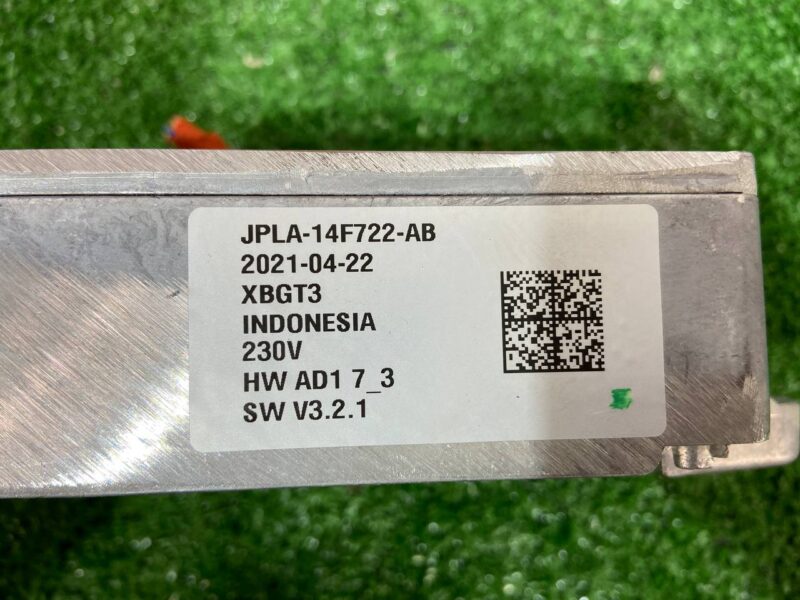 JPLA-14F722-AB
2021-04-22
XBGT3
INDONESIA
230V
HW AD1 7_3
SW V3.2.1